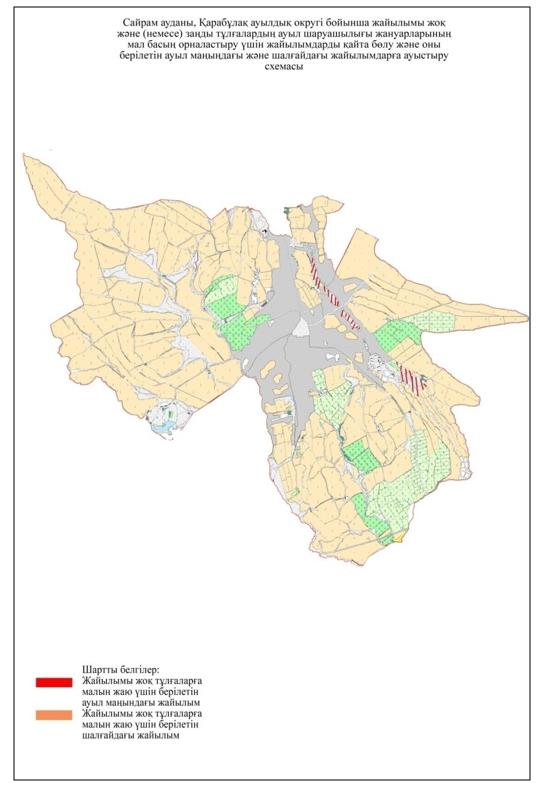 Сайрам ауданы, Қарабұлақ ауылдық округі бойынша жайылымы жоқ
және (немесе) заңды тұлғалардың ауыл шаруашылығы жануарларының
мал басың орналастыру үшін жайылымдарды қайта бөлу және оны
берілетін ауыл маңындағы және шалғайдағы жайылымдарға ауыстыру
схемасы
Шартты белгілер:
Жайылымы жоқ тұлғаларға
малын жаю үшін берілетін
ауыл маңындағы жайылым
Жайылымы жоқ тұлғаларға
малын жаю үшін берілетін
шалғайдағы жайылым